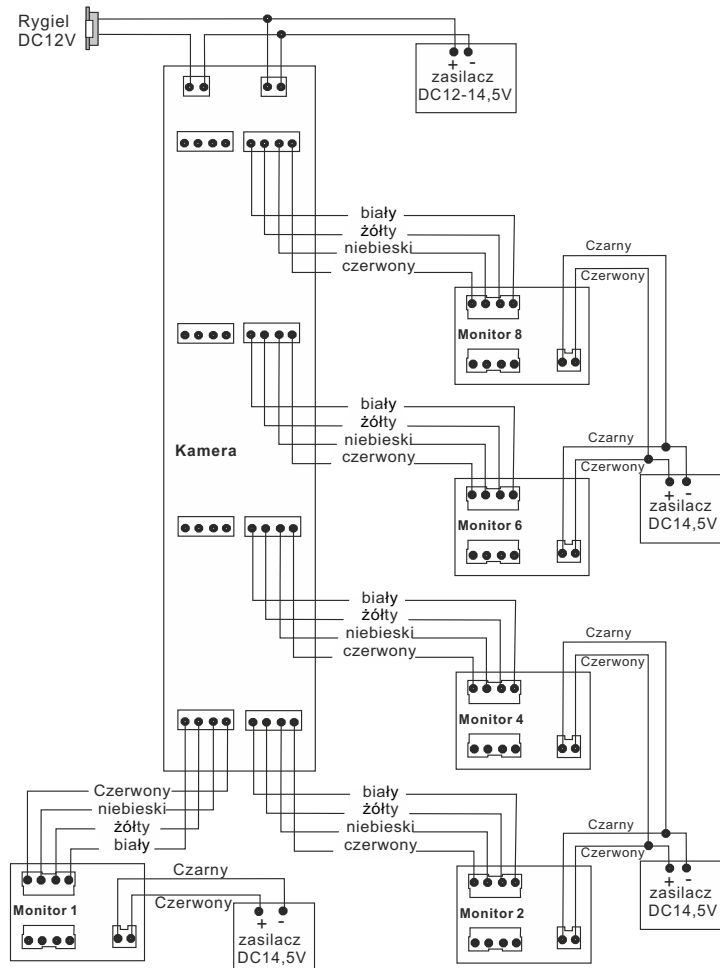 Rygiel
DC12V
+ -
zasilacz
DC12-14,5V
biały
żółty
niebieski
czerwony
Czarny
Czerwony
Monitor 8
biały
żółty
niebieski
czerwony
Kamera
Czarny
Czerwony
Monitor 6
+ -
zasilacz
DC14,5V
biały
żółty
niebieski
czerwony
Czarny
Czerwony
Monitor 4
Czerwony
niebieski
żółty
biały
biały
żółty
niebieski
czerwony
Czarny
Czerwony
Monitor 1
Czarny
Czerwony
+ -
zasilacz
DC14,5V
Monitor 2
+ -
zasilacz
DC14,5V